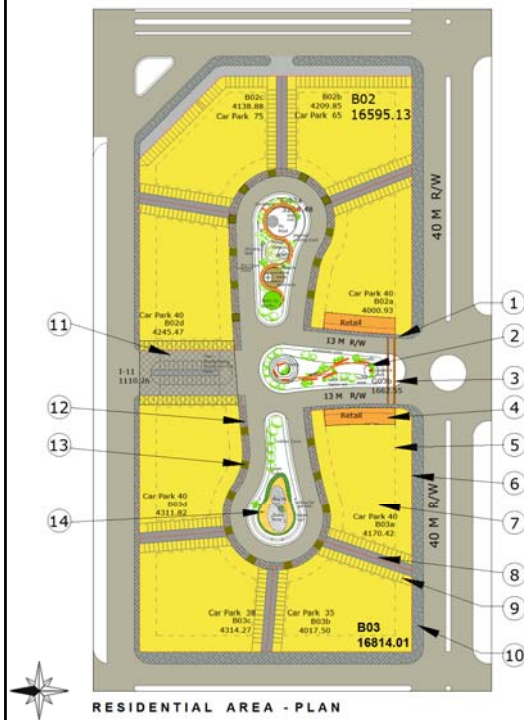 B02c
4138.88
Car Park 75
B02b
4209.85
Car Park 65
B02
16595.13
40 M R/W
Car Park 40
B02d
4245.47
Car Park 40
B02a
4000.93
Retail
13 M R/W
1
2
3
4
5
6
7
8
9
10
11
12
13
14
I-11
1110.26
G03b
1662.55
13 M R/W
Retail
Car Park 40
B03d
4311.82
Car Park 40
B03a
4170.42
40 M R/W
Car Park 38
B03c
4314.27
Car Park 35
B03b
4017.50
B03
16814.01
RESIDENTIAL AREA - PLAN